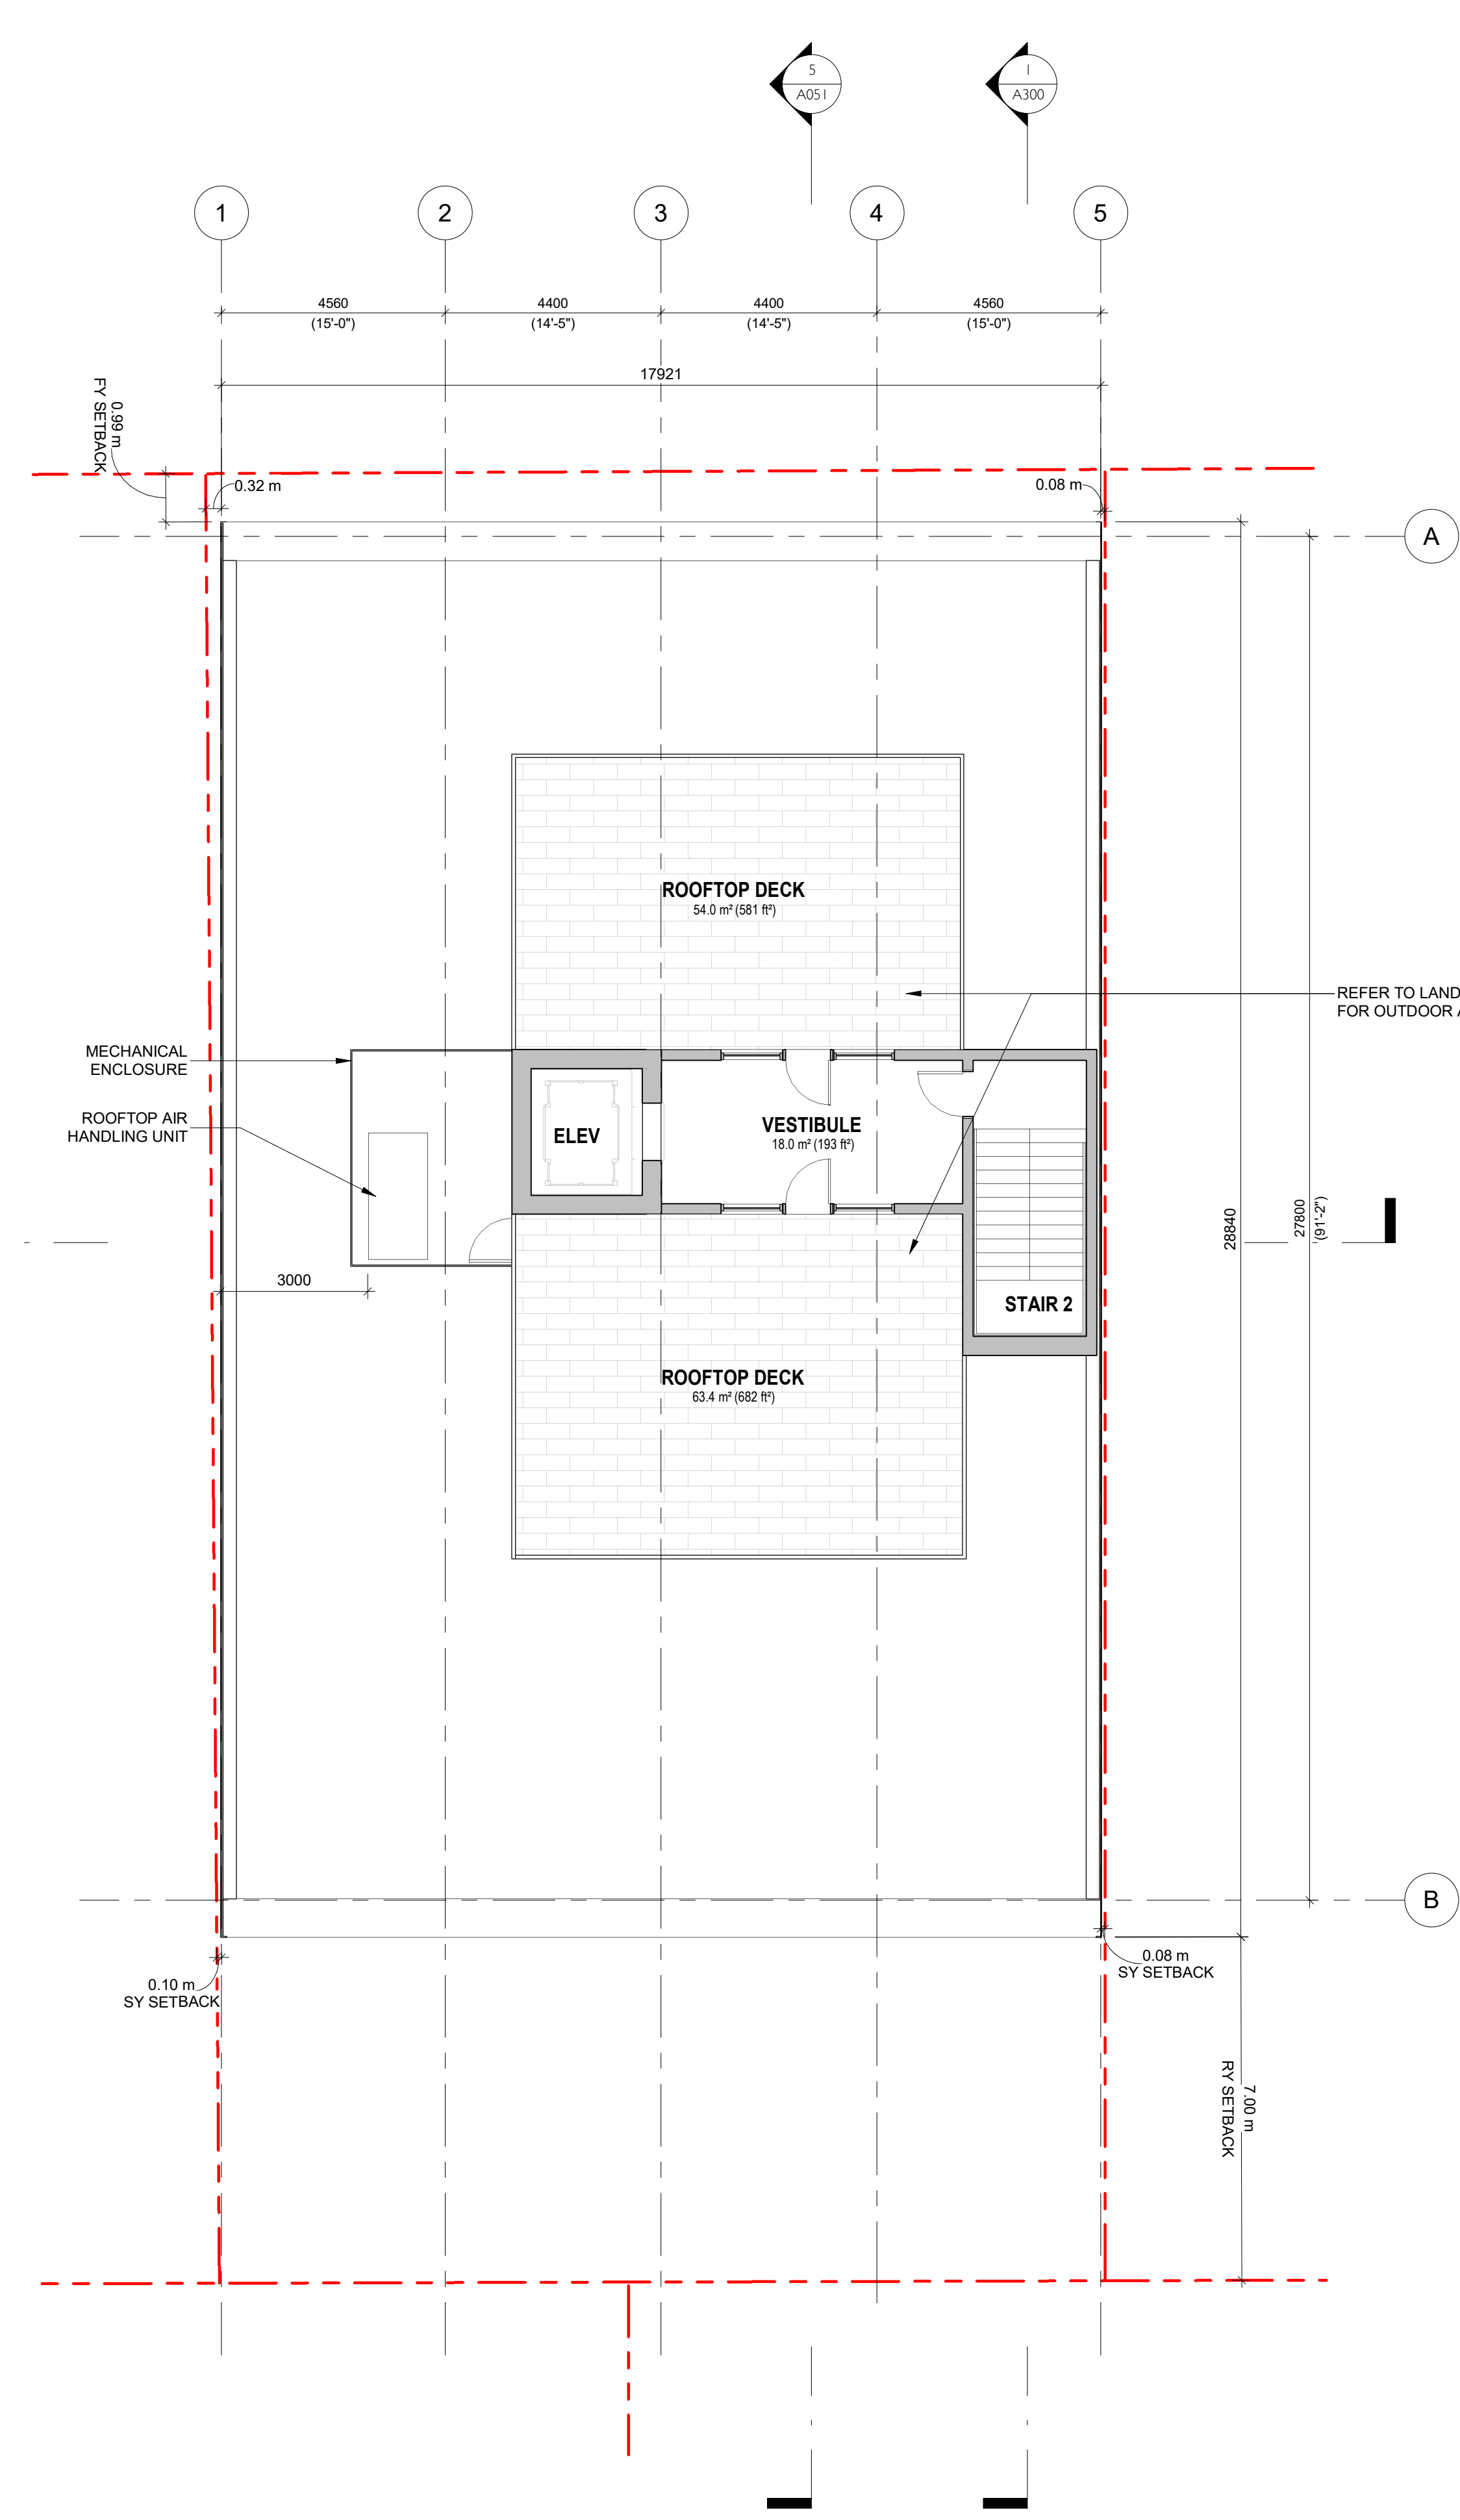 5
A051
1
A300
1
2
3
4
5
4560
(15'-0")
4400
(14'-5")
4400
(14'-5")
4560
(15'-0")
17921
0.99 m
FY SETBACK
0.32 m
0.08 m
A
ROOFTOP DECK
54.0 m² (581 ft²)
REFER TO LAND
FOR OUTDOOR A
MECHANICAL
ENCLOSURE
ROOFTOP AIR
HANDLING UNIT
ELEV
VESTIBULE
18.0 m² (193 ft²)
28840
27800
(91'-2")
3000
STAIR 2
ROOFTOP DECK
63.4 m² (682 ft²)
B
0.10 m
SY SETBACK
0.08 m
SY SETBACK
7.00 m
RY SETBACK